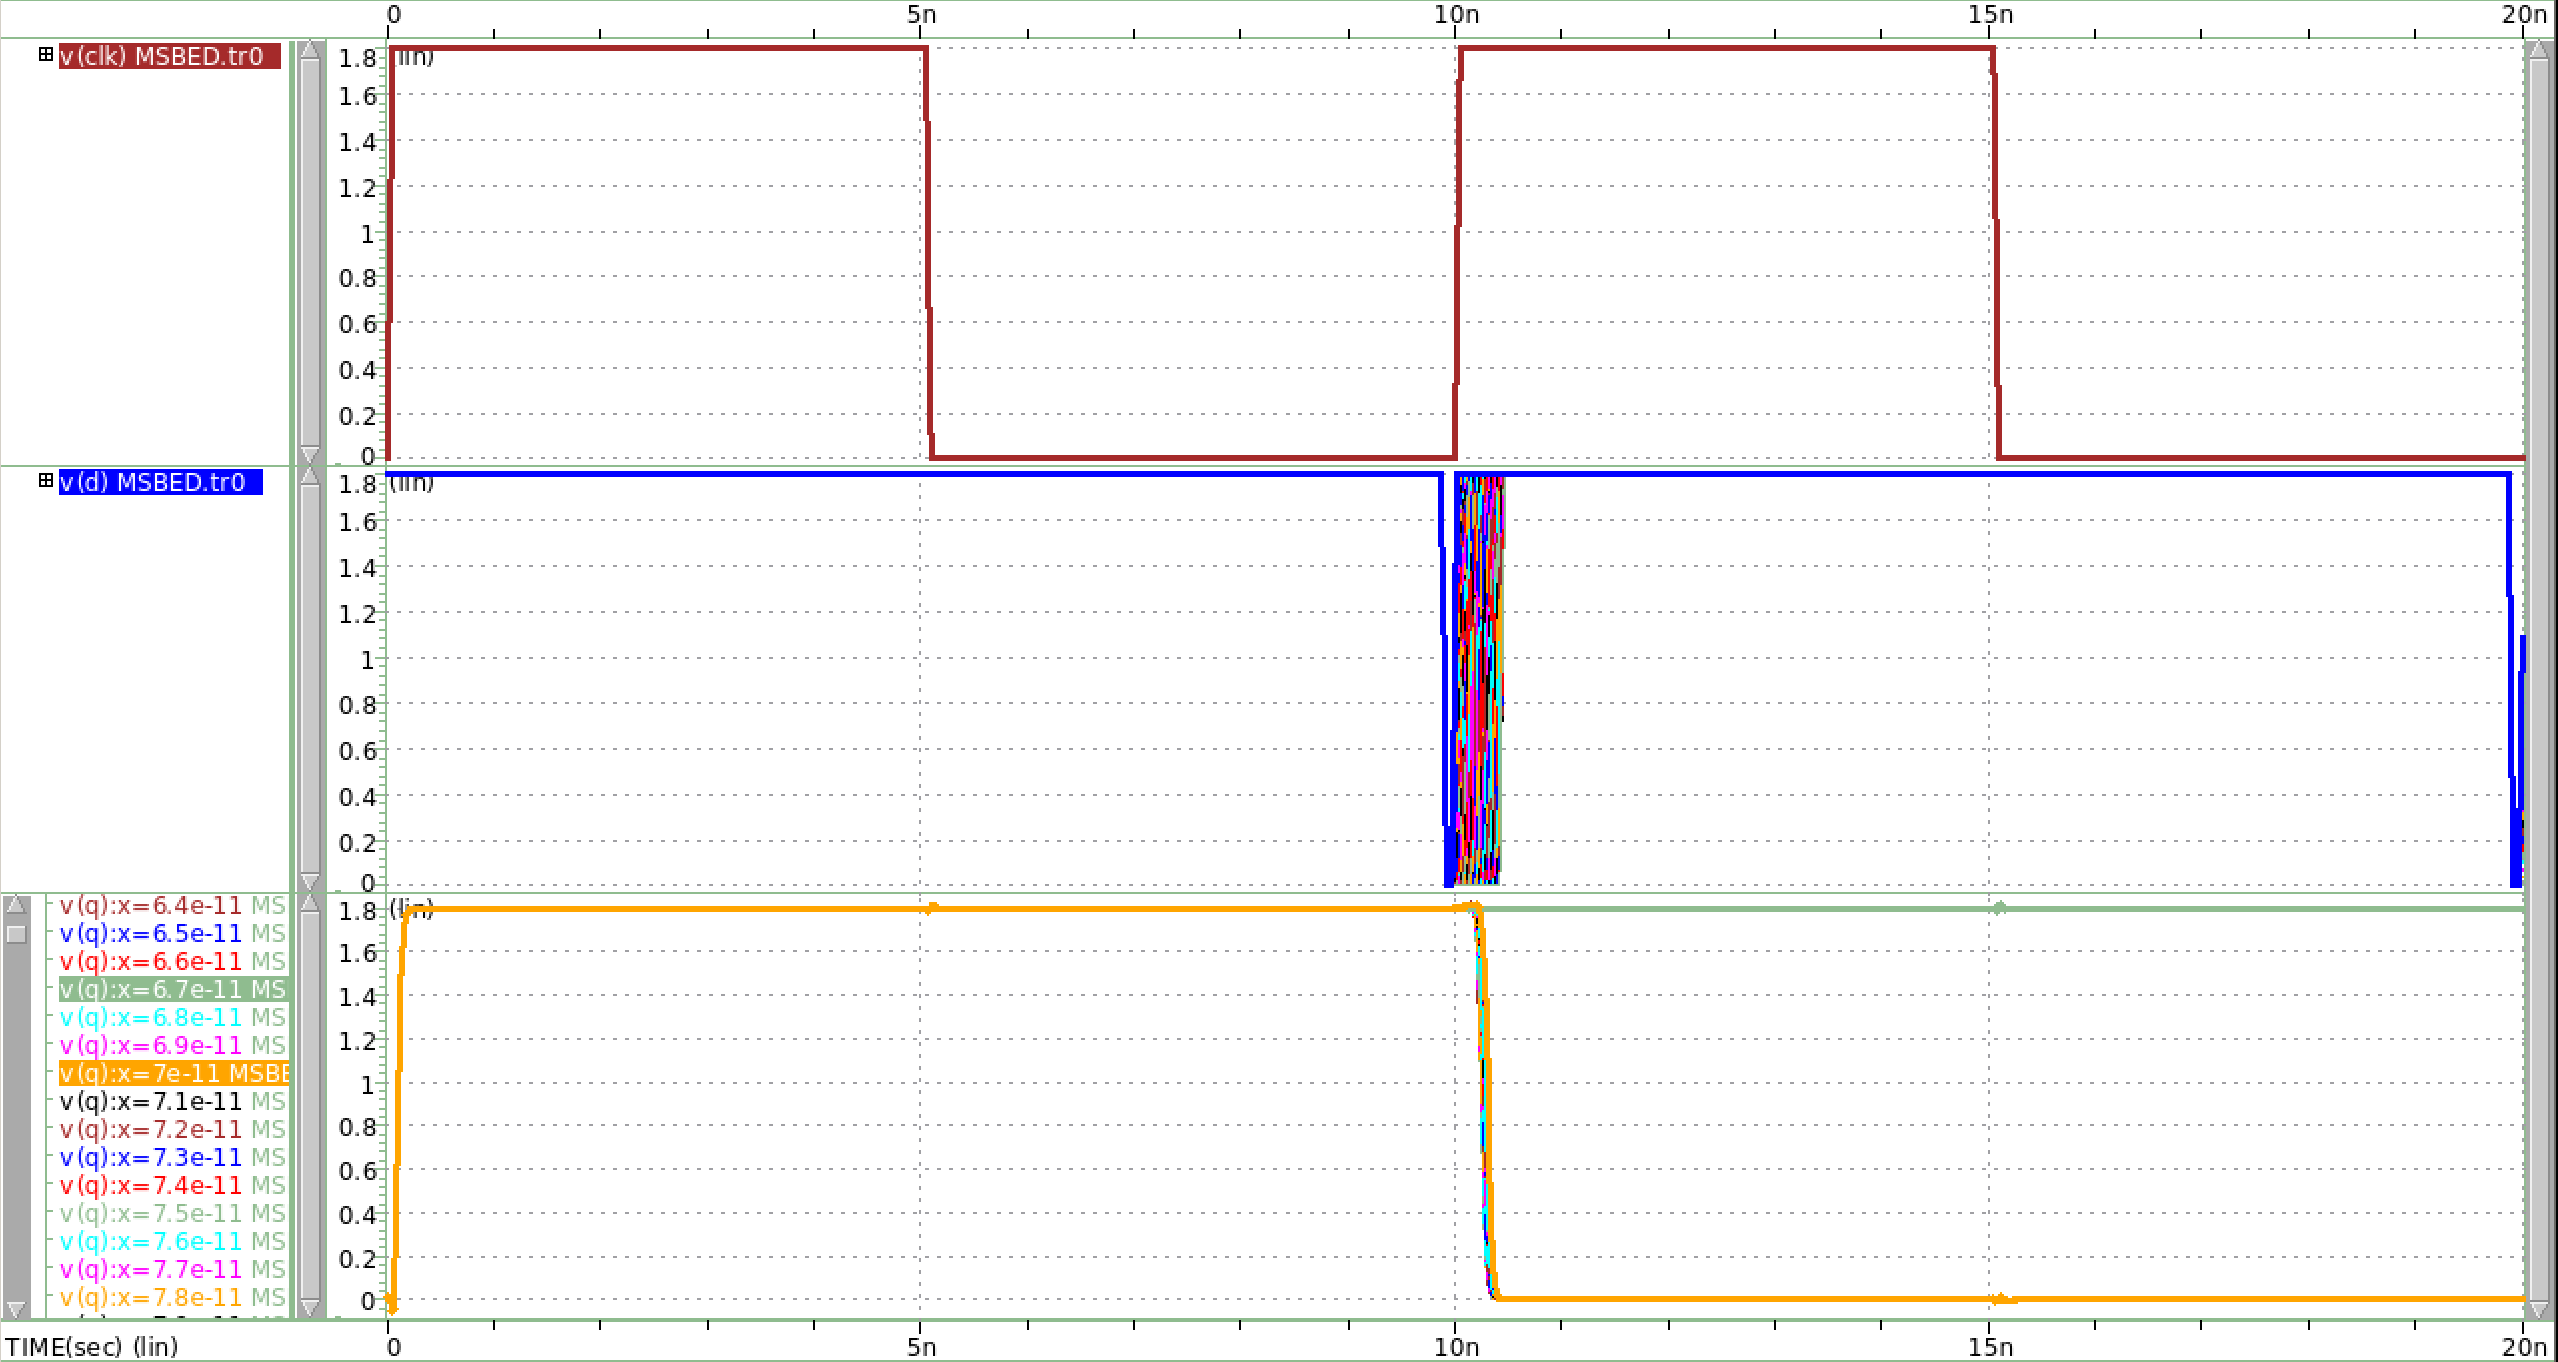 0 5n 10n 15n 20n
v(clk) MSBED.tr0
(lin)
1.8
1.6
1.4
1.2
1
0.8
0.6
0.4
0.2
0
v(d) MSBED.tr0
(lin)
1.8
1.6
1.4
1.2
1
0.8
0.6
0.4
0.2
0
v(q):x=6.4e-11 MS
v(q):x=6.5e-11 MS
v(q):x=6.6e-11 MS
v(q):x=6.7e-11 MS
v(q):x=6.8e-11 MS
v(q):x=6.9e-11 MS
v(q):x=7e-11 MSBE
v(q):x=7.1e-11 MS
v(q):x=7.2e-11 MS
v(q):x=7.3e-11 MS
v(q):x=7.4e-11 MS
v(q):x=7.5e-11 MS
v(q):x=7.6e-11 MS
v(q):x=7.7e-11 MS
v(q):x=7.8e-11 MS
(lin)
1.8
1.6
1.4
1.2
1
0.8
0.6
0.4
0.2
0
TIME(sec) (lin) 0 5n 10n 15n 20n